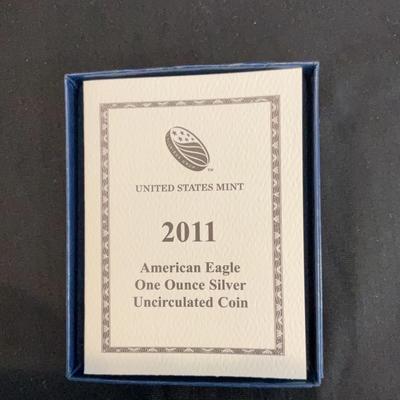 UNITED STATES MINT
2011
American Eagle
One Ounce Silver
Uncirculated Coin